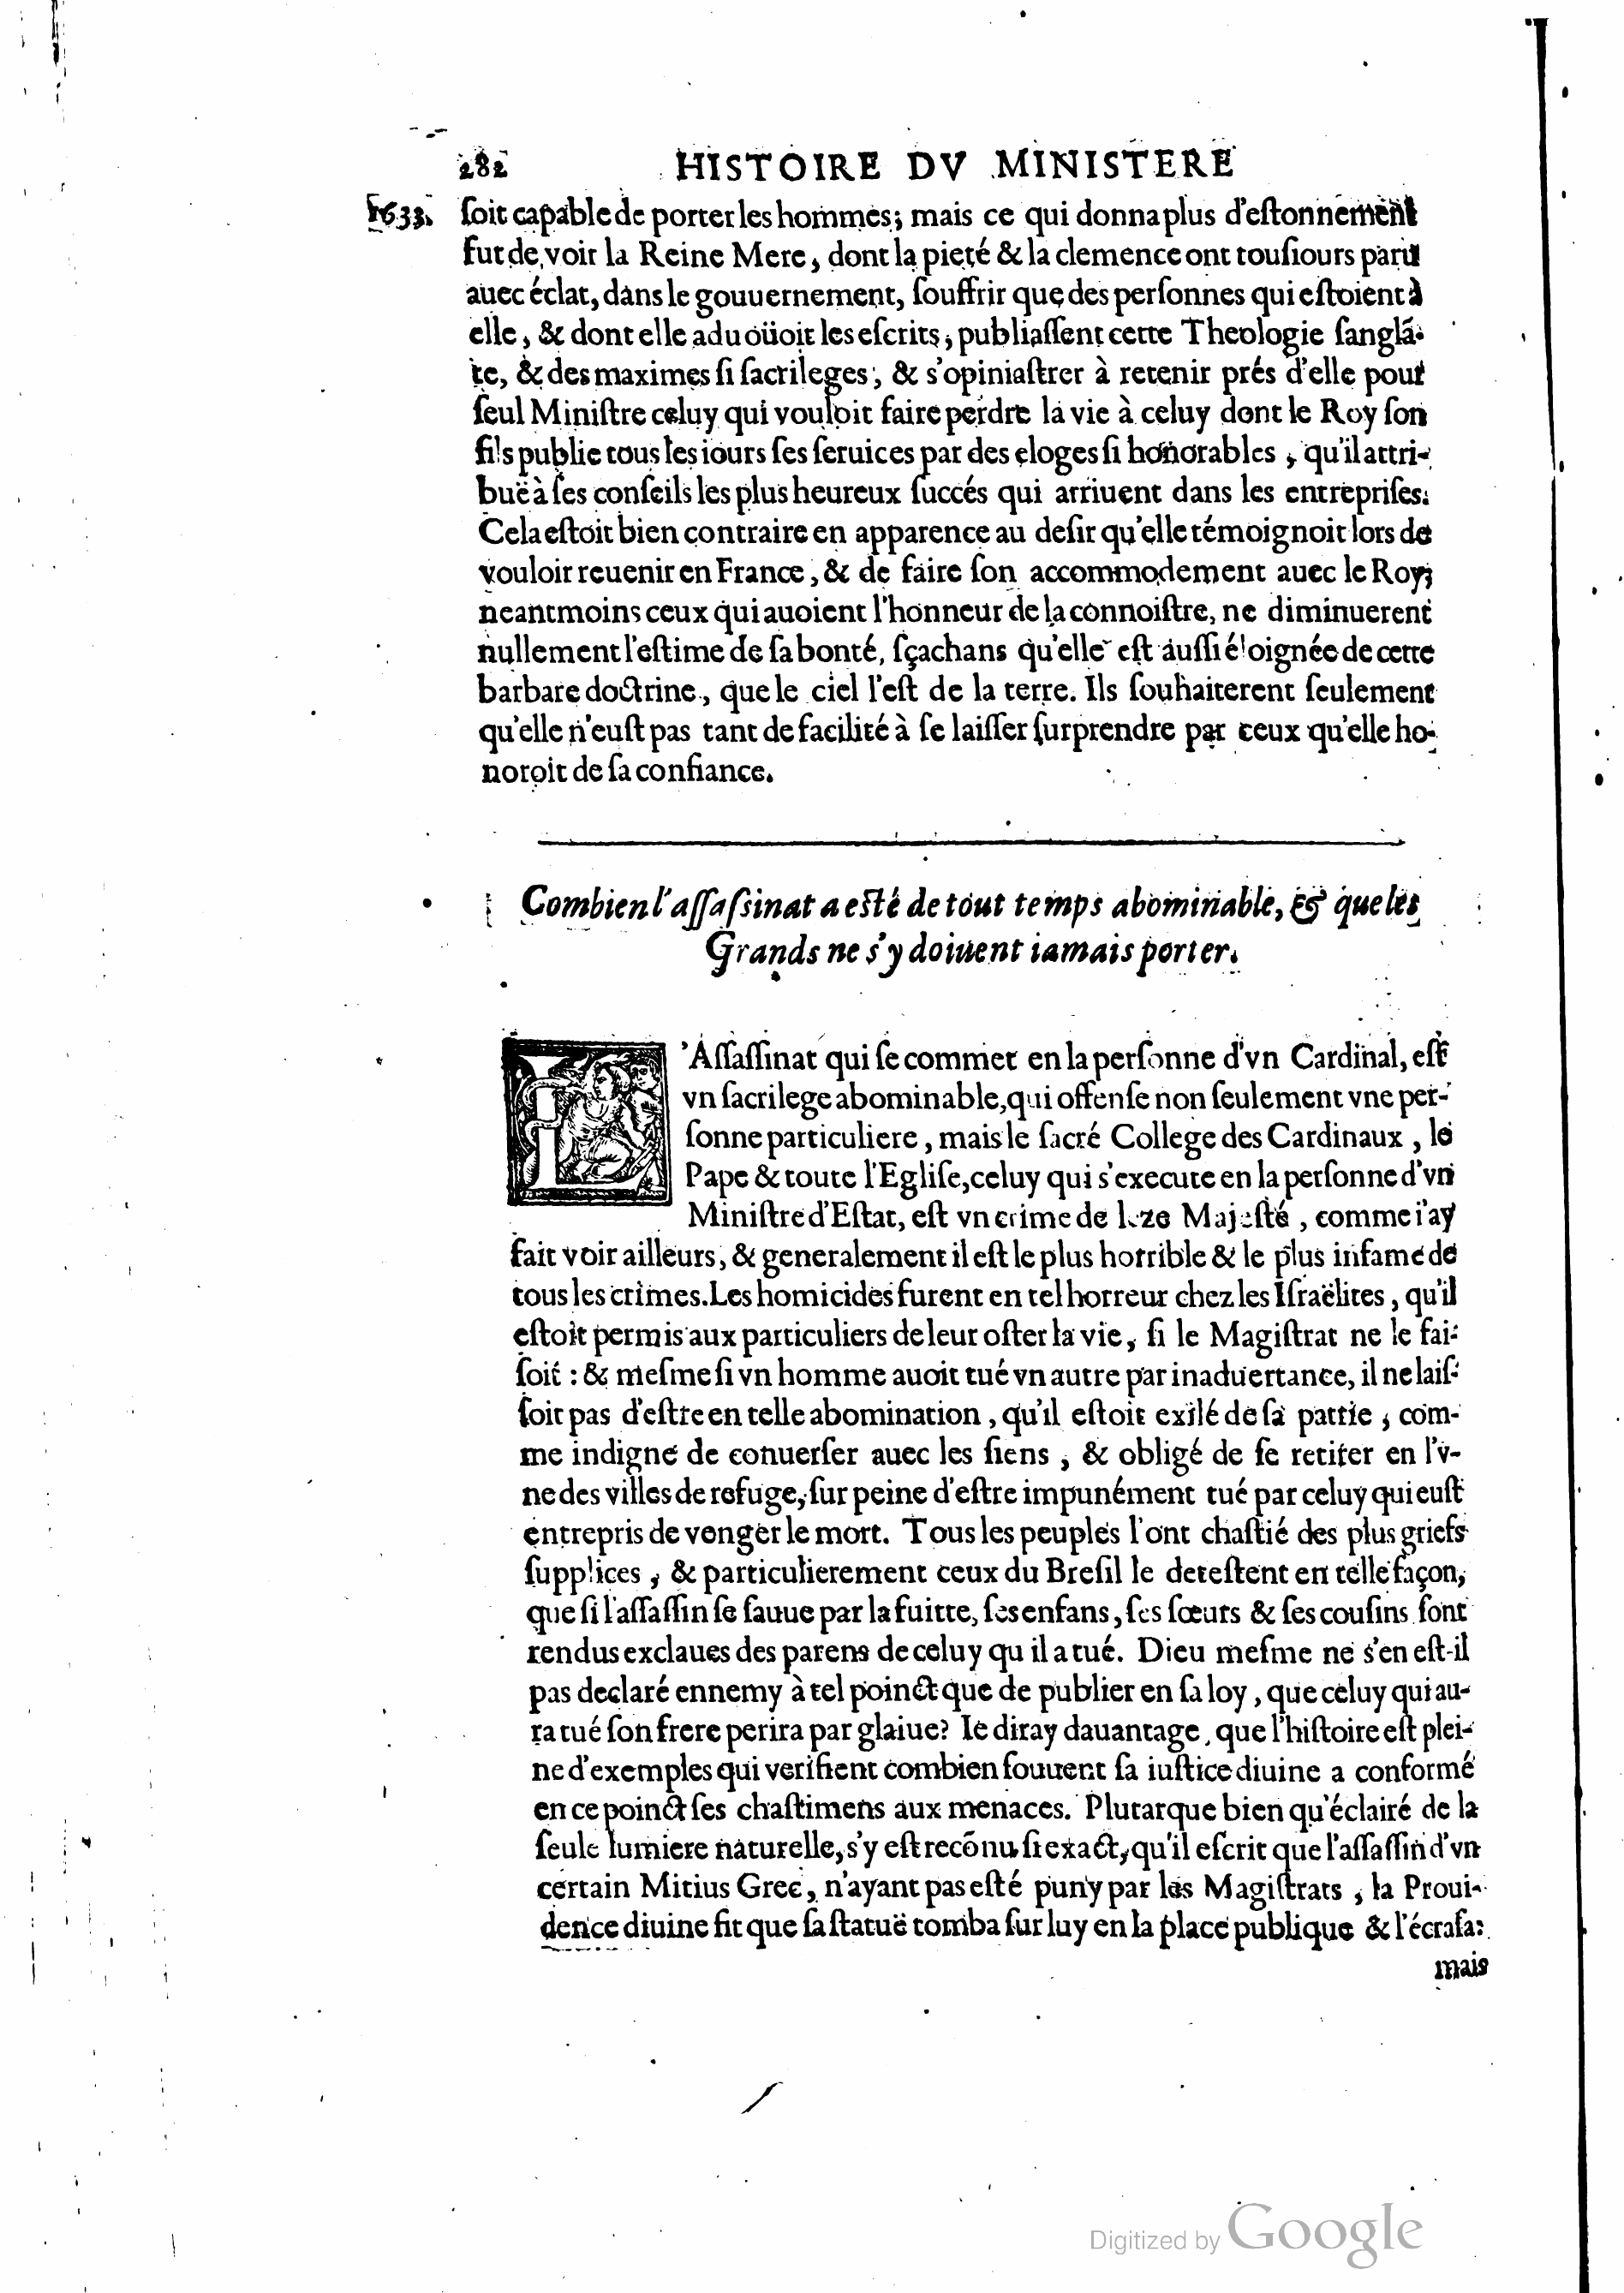 282 HISTOIRE DV MINISTERE
1633. ſoit capable de porter les hommes; mais ce qui donna plus d'eſtonnement
fut de voir la Reine Mere, dont la pieté & la clemence ont touſiours paru
auec éclat, dans le gouuernement, ſouffrir que des perſonnes qui eſtoient à
elle, & dont elle aduoüoit les eſcrits, publiaſſent cette Theologie ſanglã-
te, & des maximes ſi ſacrileges, & s'opiniaſtrer à retenir prés d'elle pour
ſeul Miniſtre celuy qui vouloit faire perdre la vie à celuy dont le Roy ſon
fils publie tous les iours ſes ſeruices par des eloges ſi honorables, qu'il attri-
buë à ſes conſeils les plus heureux ſuccés qui arriuent dans les entrepriſes.
Cela eſtoit bien contraire en apparence au deſir qu'elle témoignoit lors de
vouloir reuenir en France, & de faire ſon accommodement auec le Roy;
neantmoins ceux qui auoient l'honneur de la connoiſtre, ne diminuerent
nullement l'eſtime de ſa bonté, ſçachans qu'elle eſt auſſi éloignée de cette
barbare doctrine, que le ciel l'eſt de la terre. Ils ſouhaiterent ſeulement
qu'elle n'euſt pas tant de facilité à ſe laiſſer ſurprendre par ceux qu'elle ho-
noroit de ſa confiance.
Combien l'aſſaſsinat a eſté de tout temps abominable, & que les
Grands ne s'y doiuent iamais porter.
L'Aſſaſſinat qui ſe commet en la perſonne d'vn Cardinal, eſt
vn ſacrilege abominable, qui offenſe non ſeulement vne per-
ſonne particuliere, mais le ſacré College des Cardinaux, le
Pape & toute l'Egliſe, celuy qui s'execute en la perſonne d'vn
Miniſtre d'Eſtat, eſt vn crime de leze Majeſté, comme i'ay
fait voir ailleurs, & generalement il eſt le plus horrible & le plus infame de
tous les crimes. Les homicides furent en tel horreur chez les Iſraëlites, qu'il
eſtoit permis aux particuliers de leur oſter la vie, ſi le Magiſtrat ne le fai-
ſoit : & meſme ſi vn homme auoit tué vn autre par inaduertance, il ne laiſ-
ſoit pas d'eſtre en telle abomination, qu'il eſtoit exilé de ſa patrie, com-
me indigne de conuerſer auec les ſiens, & obligé de ſe retirer en l'v-
ne des villes de refuge, ſur peine d'eſtre impunément tué par celuy qui euſt
entrepris de venger le mort. Tous les peuples l'ont chaſtié des plus griefs
ſupplices, & particulierement ceux du Breſil le deteſtent en telle façon,
que ſi l'aſſaſſin ſe ſauue par la fuitte, ſes enfans, ſes ſœurs & ſes couſins ſont
rendus exclaues des parens de celuy qu'il a tué. Dieu meſme ne s'en eſt-il
pas declaré ennemy à tel poinct que de publier en ſa loy, que celuy qui au-
ra tué ſon frere perira par glaiue? Ie diray dauantage, que l'hiſtoire eſt plei-
ne d'exemples qui verifient combien ſouuent ſa iuſtice diuine a conformé
en ce poinct ſes chaſtimens aux menaces. Plutarque bien qu'éclairé de la
ſeule lumiere naturelle, s'y eſt recõnu ſi exact, qu'il eſcrit que l'aſſaſſin d'vn
certain Mitius Grec, n'ayant pas eſté puny par les Magiſtrats, la Proui-
dence diuine fit que ſa ſtatuë tomba ſur luy en la place publique & l'écraſa:
mais
Digitized by Google